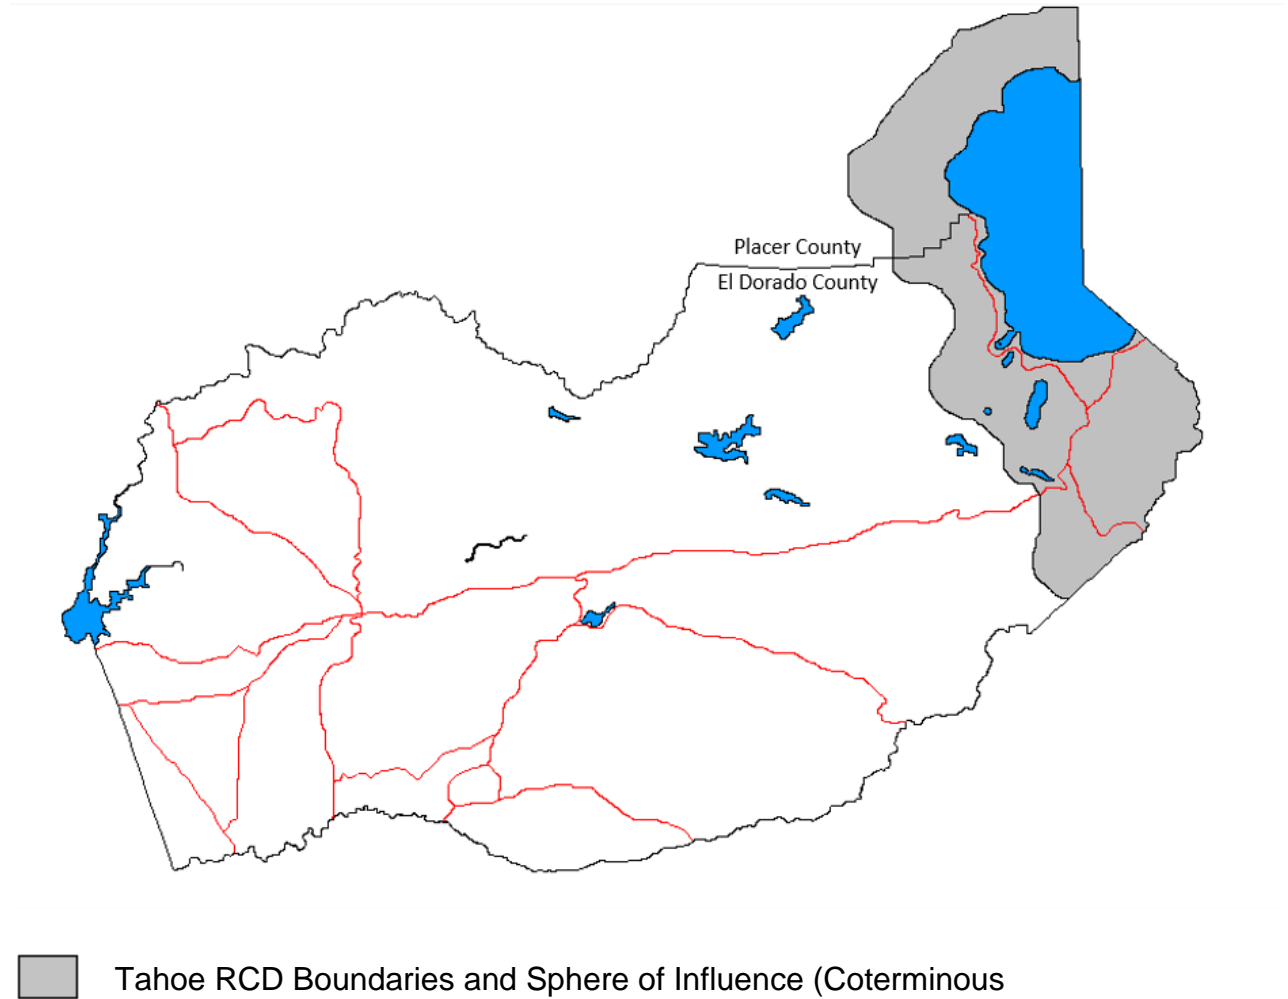 Placer County
El Dorado County
Tahoe RCD Boundaries and Sphere of Influence (Coterminous